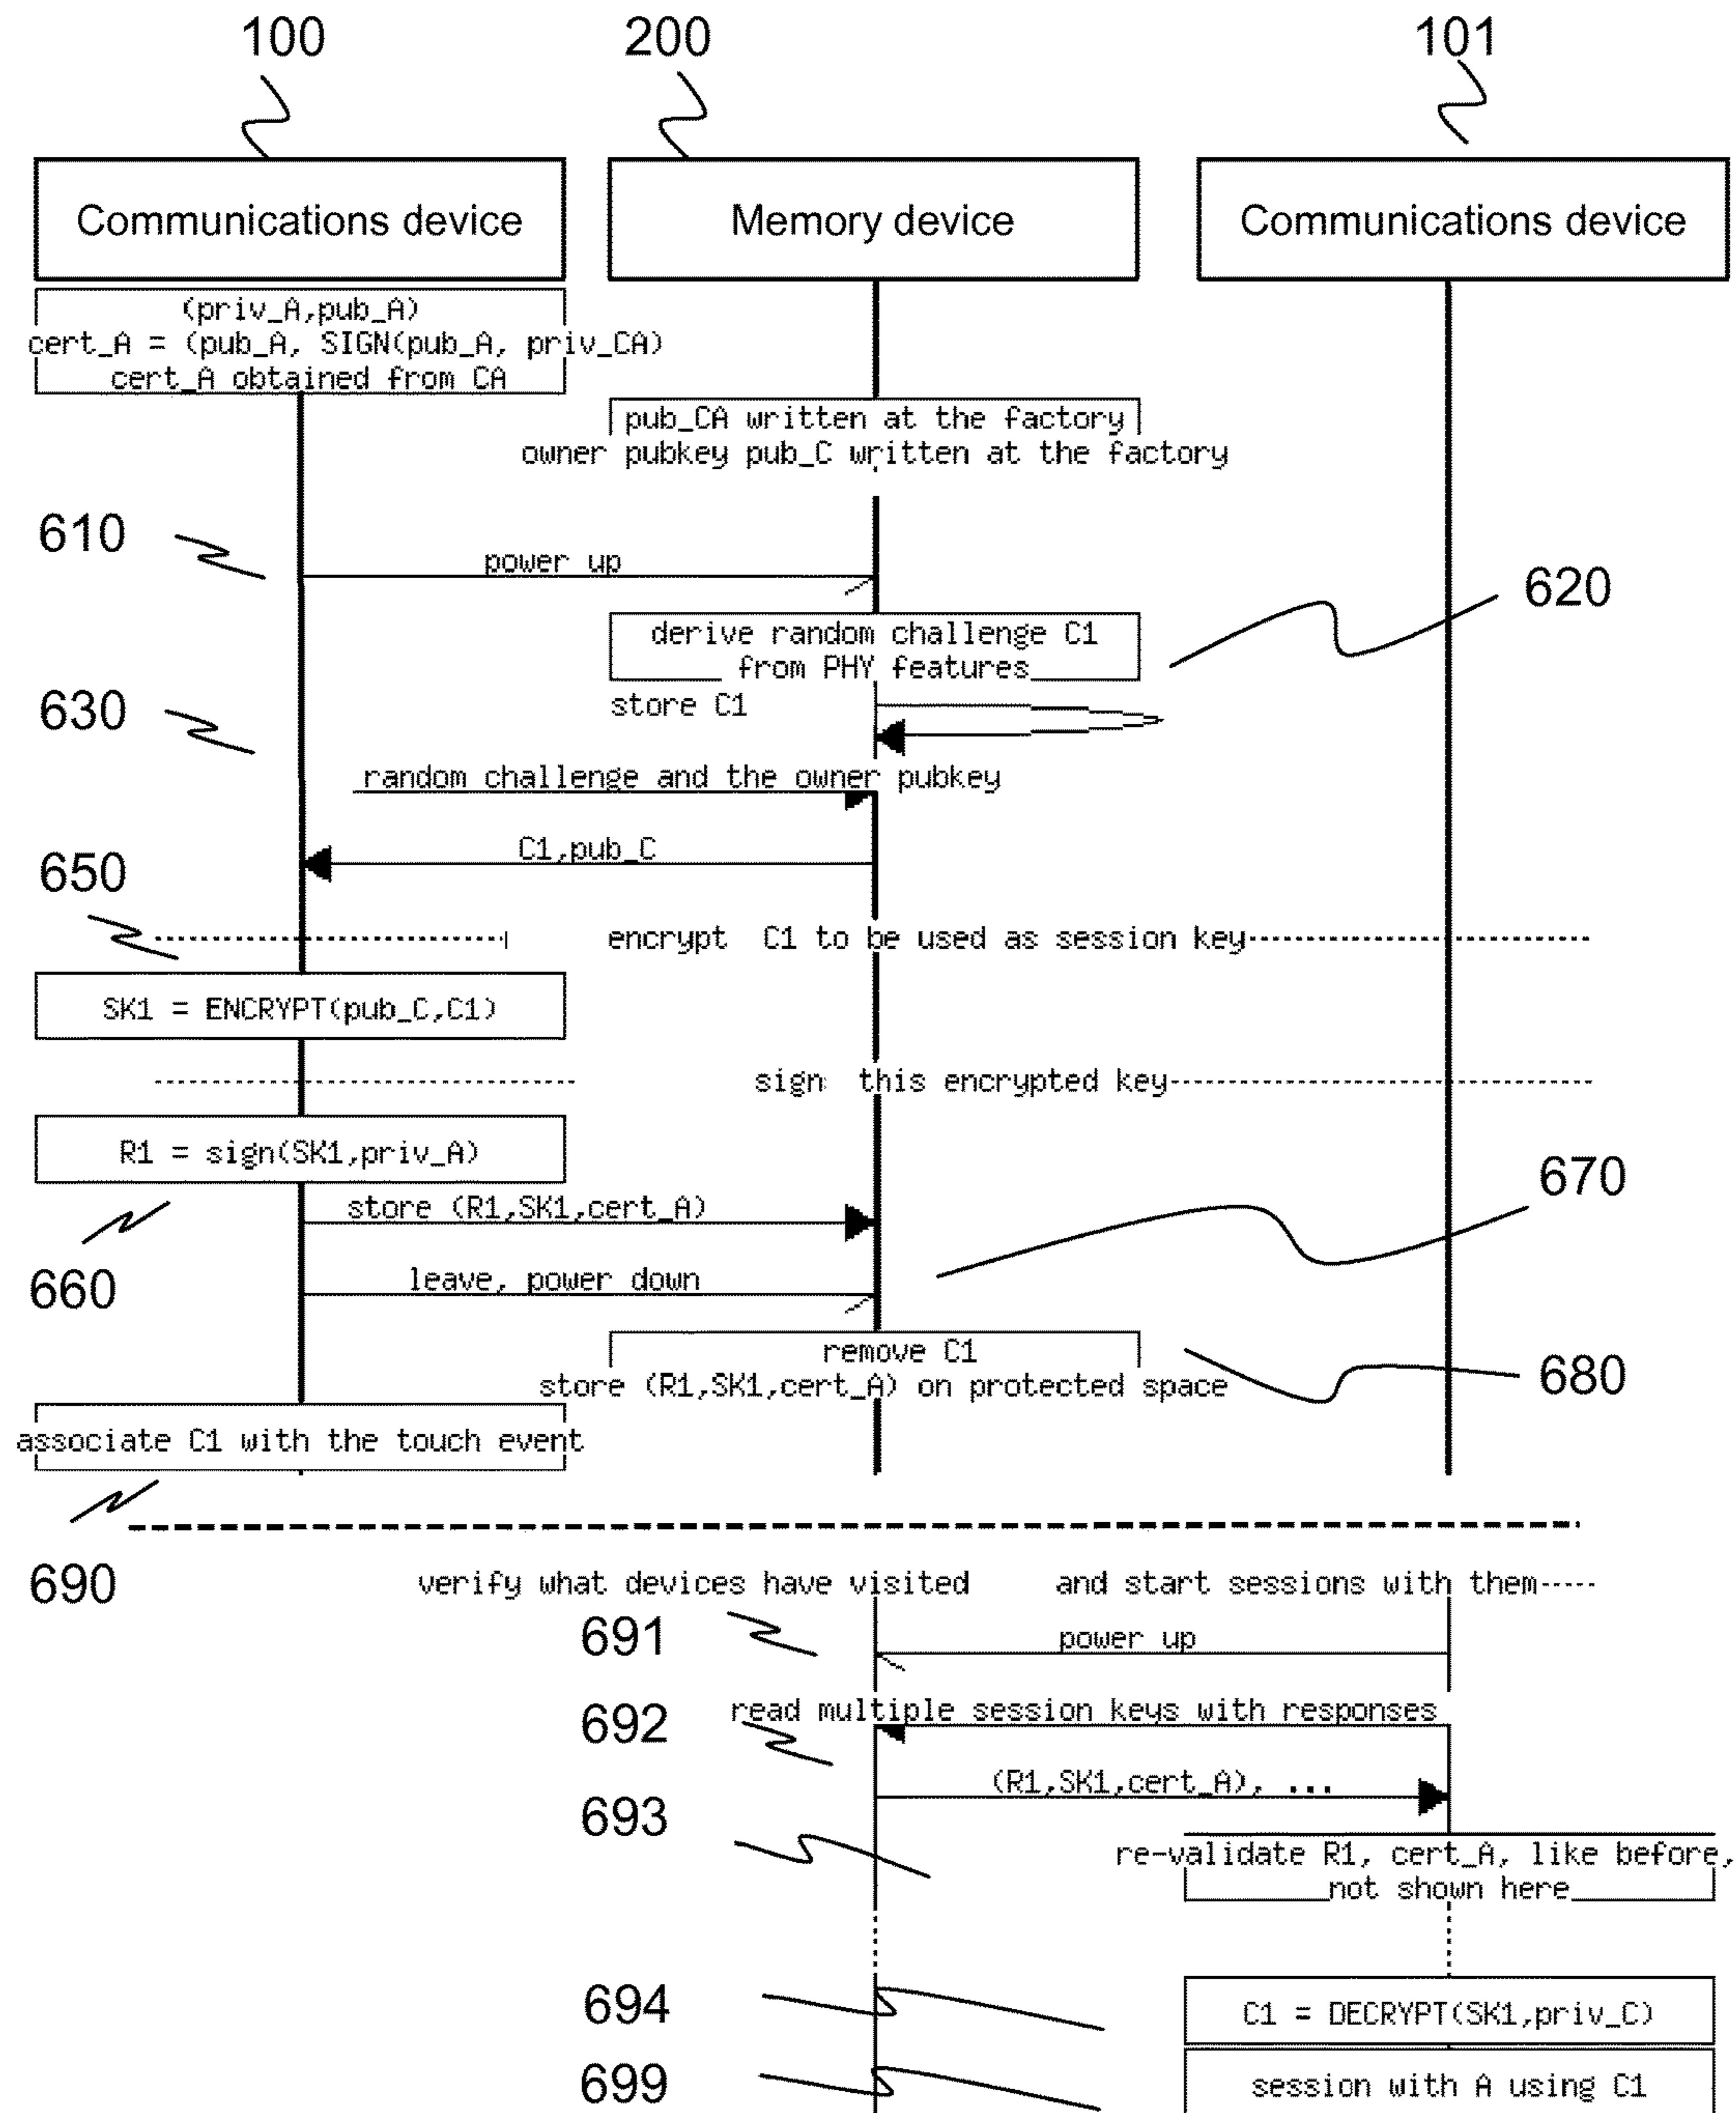 100
200
101
Communications device
Memory device
Communications device
(priv_A,pub_A)
cert_A = (pub_A, SIGN(pub_A, priv_CA)
cert_A obtained from CA
pub_CA written at the factory
owner pubkey pub_C written at the factory
610
power up
620
derive random challenge C1
from PHY features
630
store C1
random challenge and the owner pubkey
C1,pub_C
650
encrypt C1 to be used as session key
SK1 = ENCRYPT(pub_C,C1)
sign this encrypted key
R1 = sign(SK1,priv_A)
670
store (R1,SK1,cert_A)
660
leave, power down
remove C1
store (R1,SK1,cert_A) on protected space
680
associate C1 with the touch event
690
verify what devices have visited and start sessions with them
691
power up
692
read multiple session keys with responses
(R1,SK1,cert_A), ...
693
re-validate R1, cert_A, like before,
not shown here
694
C1 = DECRYPT(SK1,priv_C)
699
session with A using C1